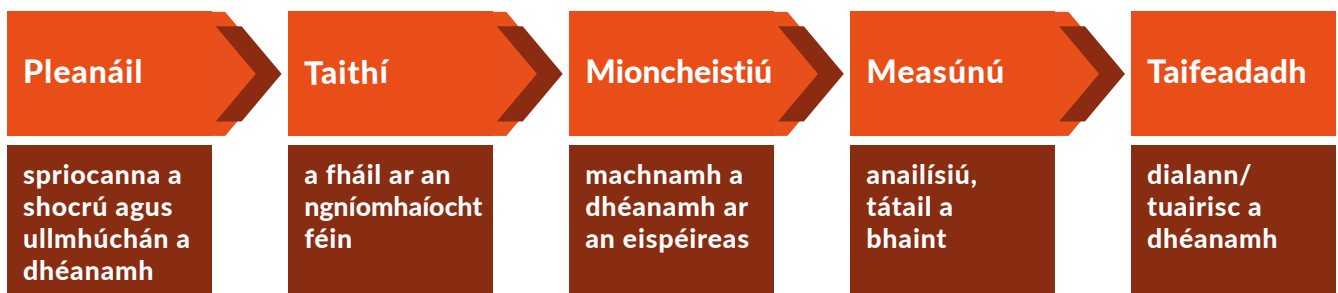 Pleanáil
spriocanna a
shocrú agus
ullmhúchán a
dhéanamh
Taithí
a fháil ar an
ngníomhaíocht
féin
Mioncheistiú
machnamh a
dhéanamh ar
an eispéireas
Measúnú
anailísiú,
tátail a
bhaint
Taifeadadh
dialann/
tuairisc a
dhéanamh